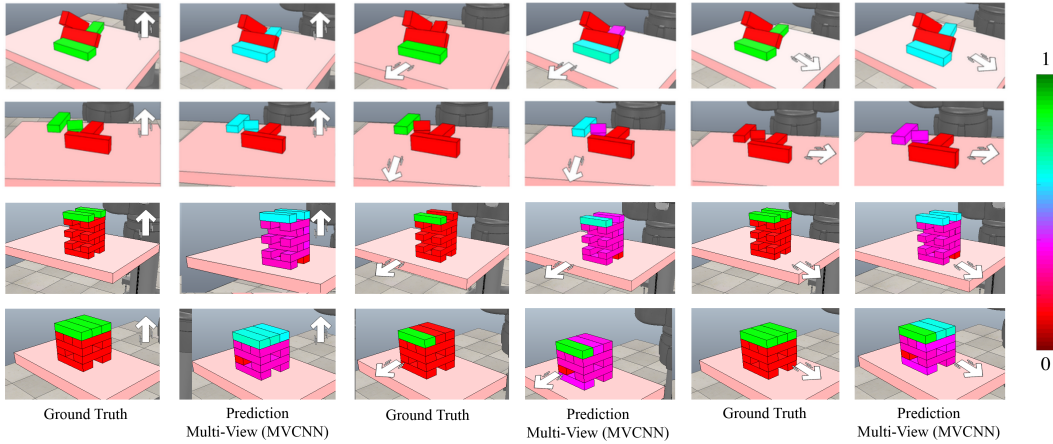 1
0
Ground Truth
Prediction
Multi-View (MVCNN)
Ground Truth
Prediction
Multi-View (MVCNN)
Ground Truth
Prediction
Multi-View (MVCNN)